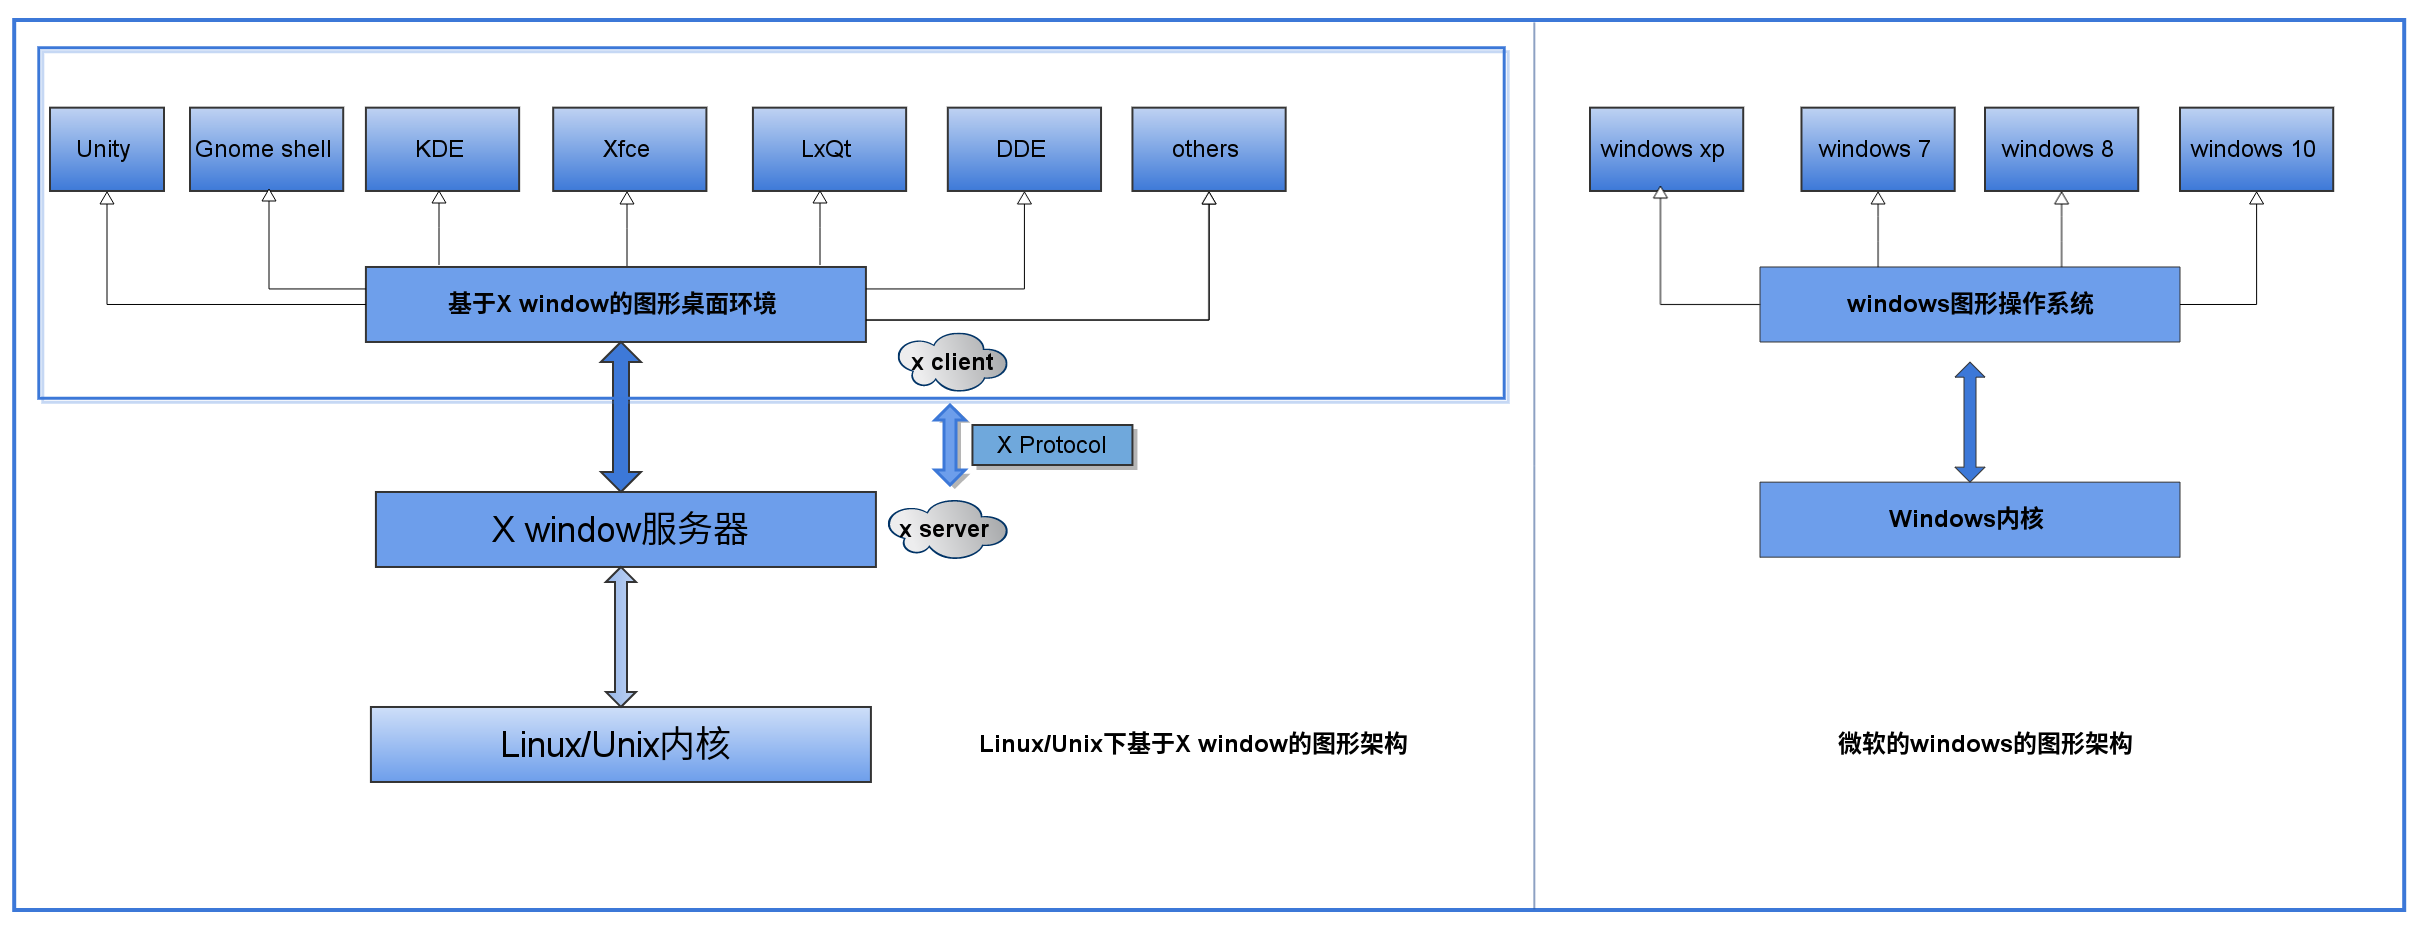 Unity
Gnome shell
KDE
Xfce
LxQt
DDE
others
基于X window的图形桌面环境
x client
X Protocol
X window服务器
x server
Linux/Unix内核
Linux/Unix下基于X window的图形架构
windows xp
windows 7
windows 8
windows 10
windows图形操作系统
Windows内核
微软的windows的图形架构